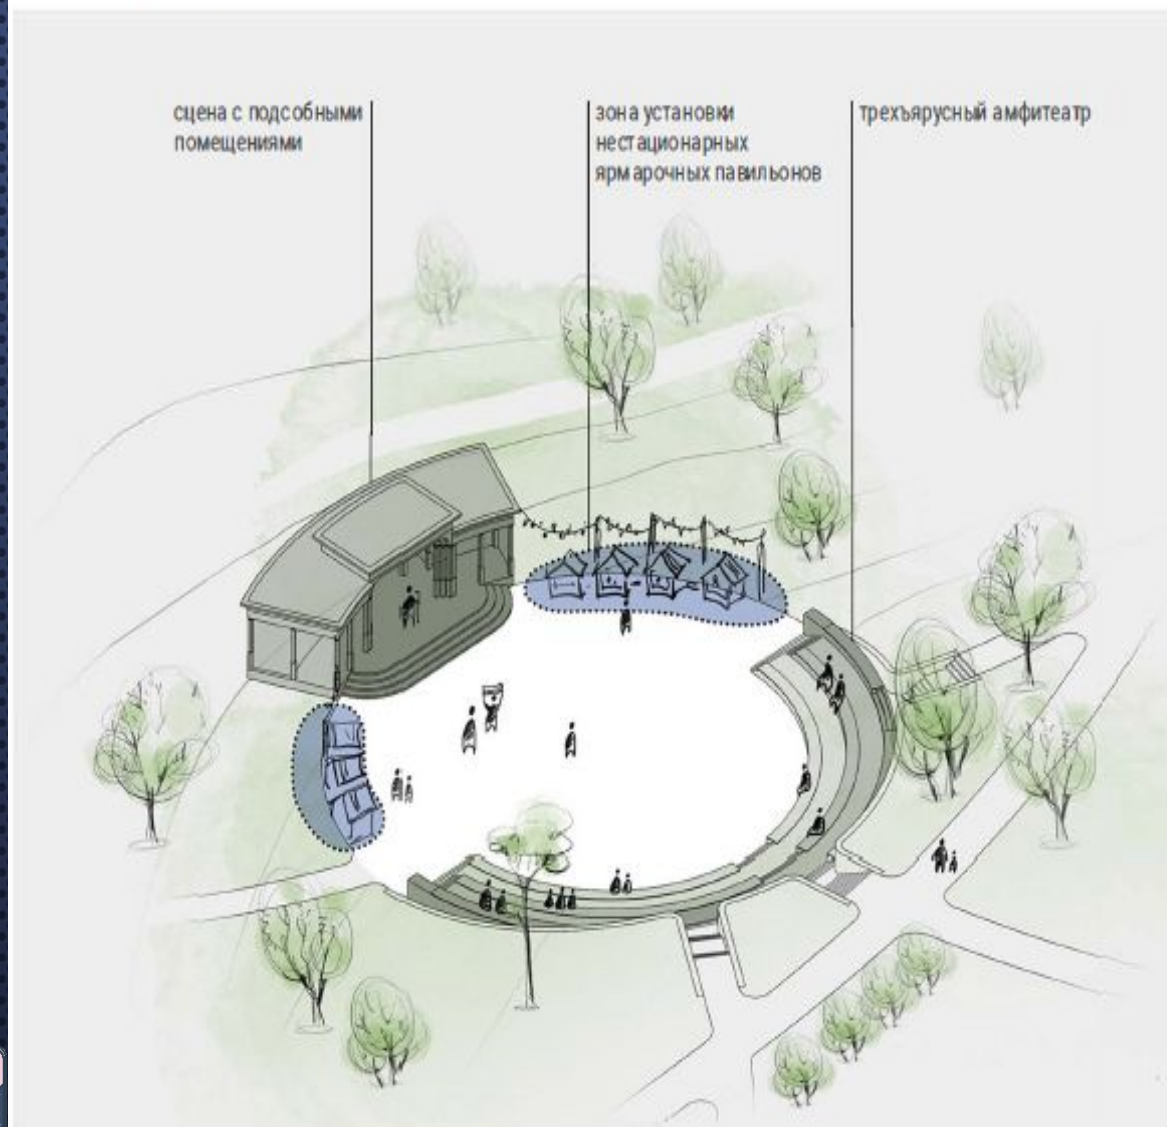 сцена с подсобными
помещениями
зона установки
нестационарных
ярмарочных павильонов
трехъярусный амфитеатр